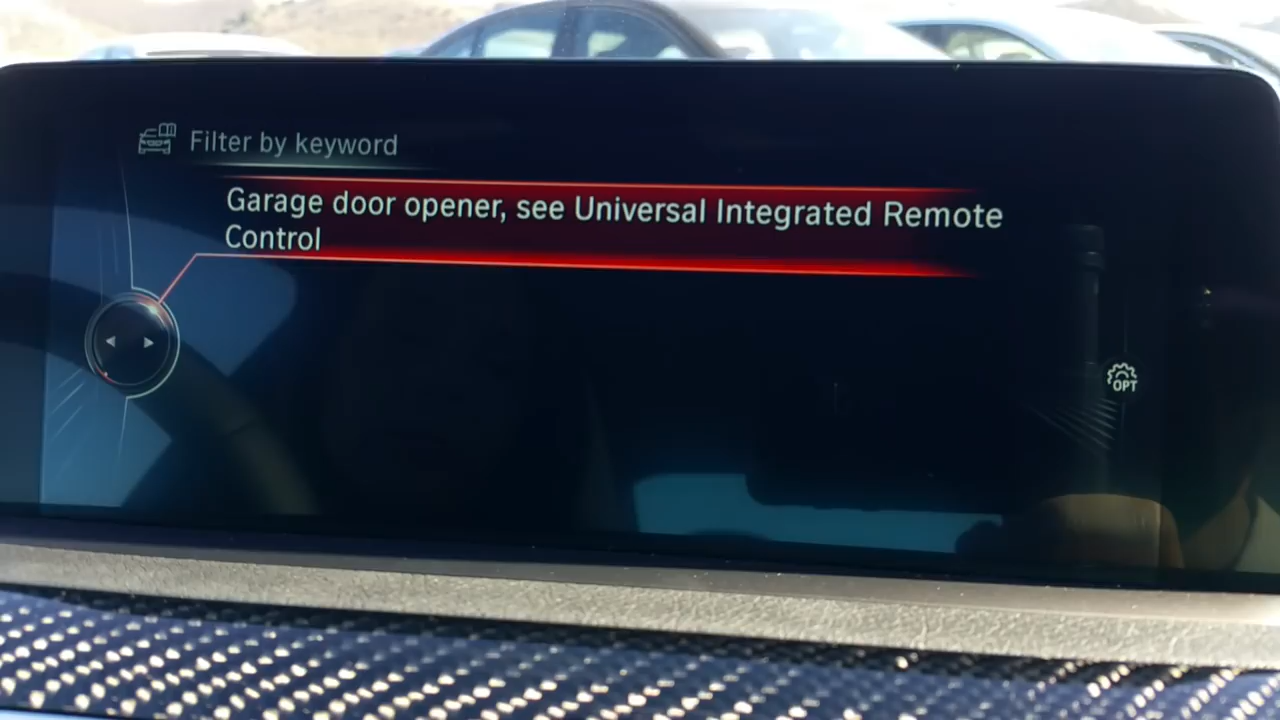 Filter by keyword
Garage door opener, see Universal Integrated Remote
Control
OPT